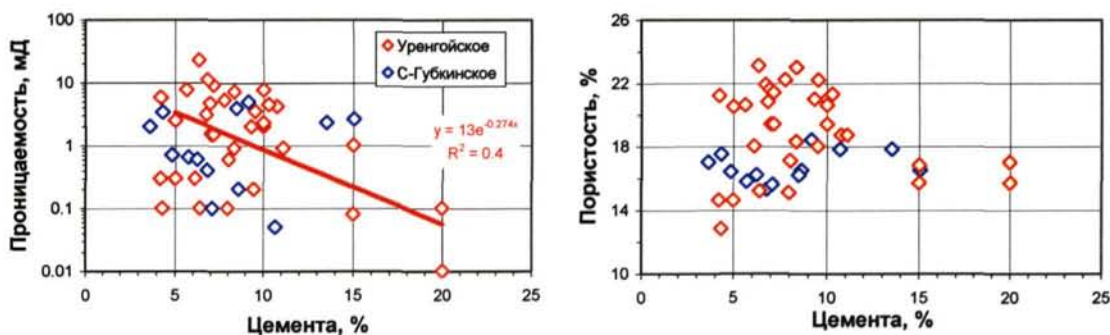 Проницаемость, мД
100
10
1
0.1
0.01
0 5 10 15 20 25
Цемента, %
Уренгойское
С-Губкинское
y = 13e^-0.274x
R² = 0.4
Пористость, %
26
22
18
14
10
0 5 10 15 20 25
Цемента, %